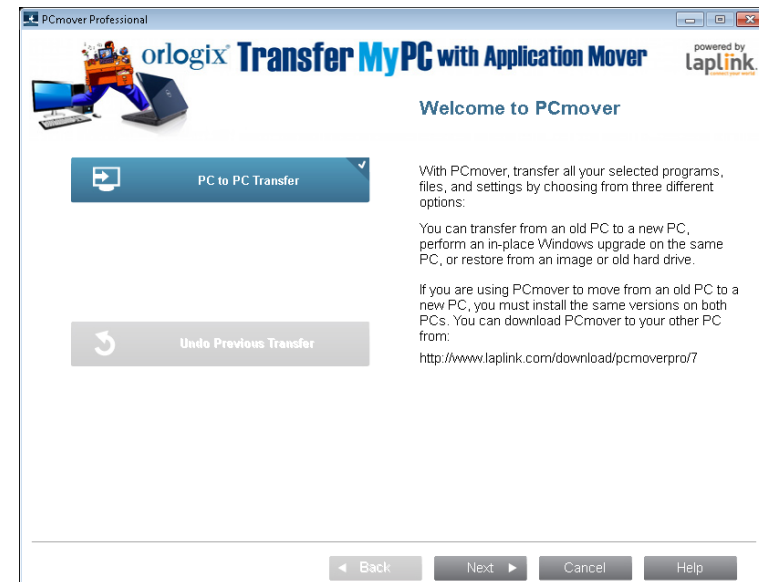 PCmover Professional
orlogix Transfer MyPC with Application Mover
powered by
laplink.
Welcome to PCmover
PC to PC Transfer
With PCmover, transfer all your selected programs,
files, and settings by choosing from three different
options:
You can transfer from an old PC to a new PC,
perform an in-place Windows upgrade on the same
PC, or restore from an image or old hard drive.
If you are using PCmover to move from an old PC to a
new PC, you must install the same versions on both
PCs. You can download PCmover to your other PC
from:
http://www.laplink.com/download/pcmoverpro/7
Undo Previous Transfer
Back
Next
Cancel
Help